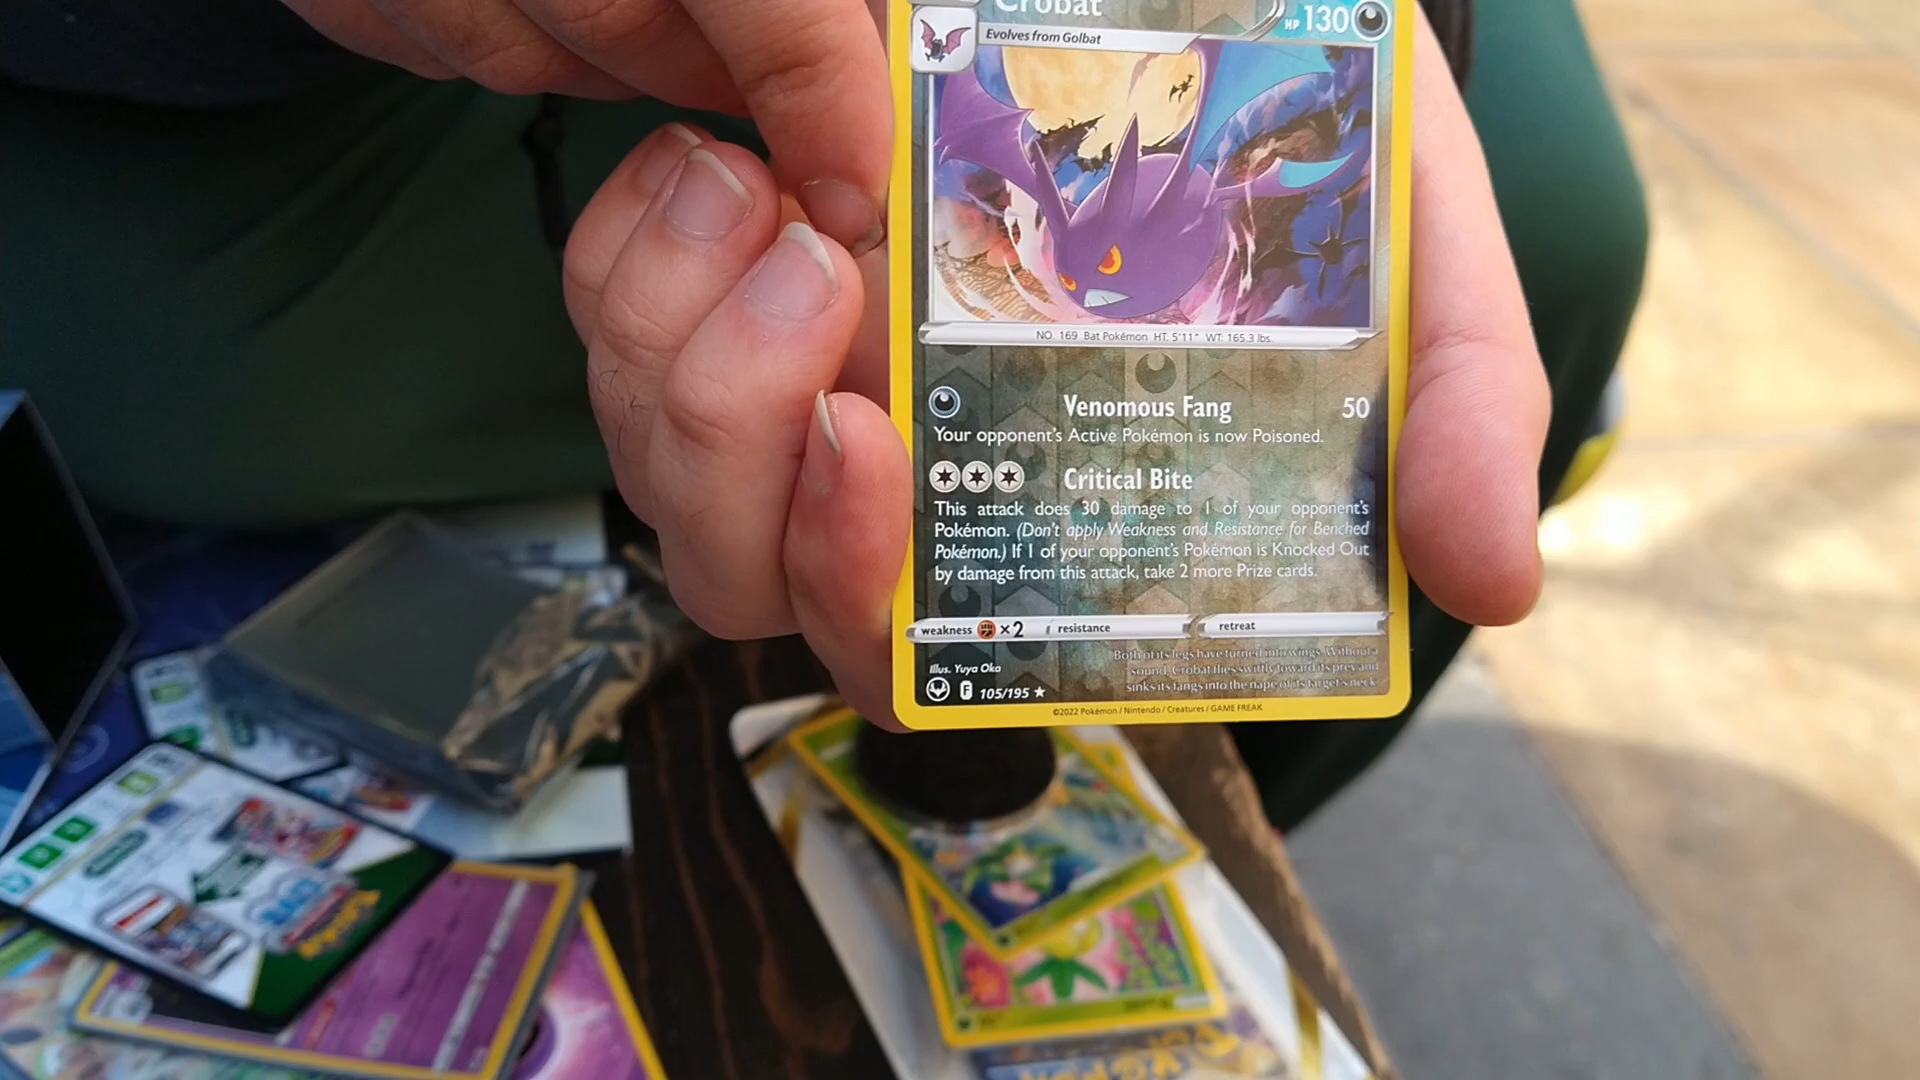 Crobat
HP 130
Evolves from Golbat
NO. 169 Bat Pokémon HT: 5'11" WT: 165.3 lbs.
Venomous Fang 50
Your opponent's Active Pokémon is now Poisoned.
Critical Bite
This attack does 30 damage to 1 of your opponent's
Pokémon. (Don't apply Weakness and Resistance for Benched
Pokémon.) If 1 of your opponent's Pokémon is Knocked Out
by damage from this attack, take 2 more Prize cards.
weakness ×2 resistance retreat
Both of its legs have turned into wings. Without a
sound, Crobat flies swiftly toward its prey and
sinks its fangs into the nape of its target's neck.
Illus. Yuya Oka
F 105/195 ★
©2022 Pokémon / Nintendo / Creatures / GAME FREAK